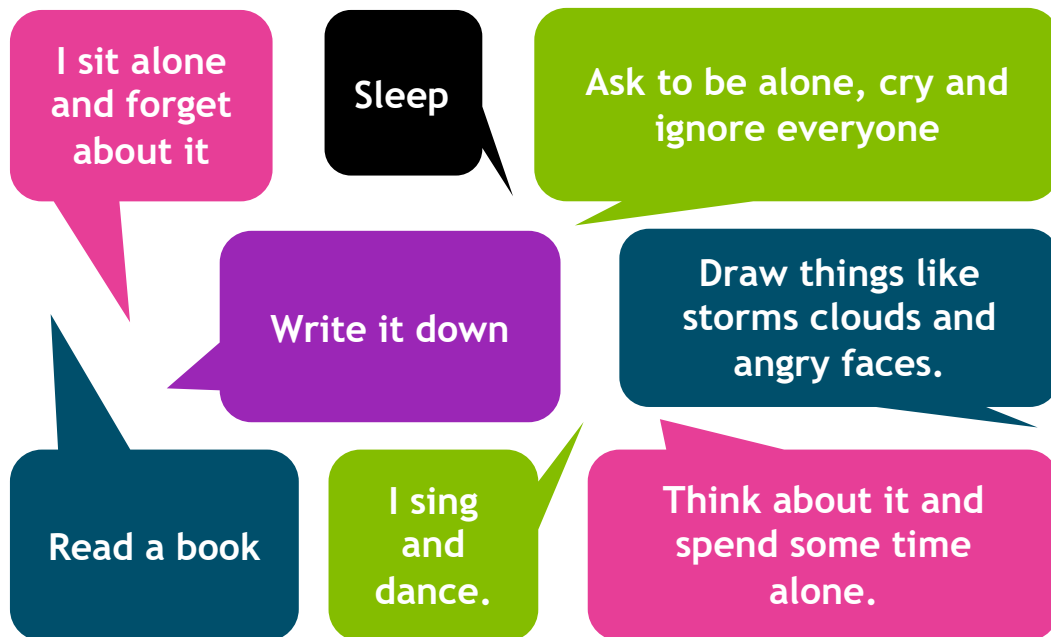 I sit alone
and forget
about it
Sleep
Ask to be alone, cry and
ignore everyone
Write it down
Draw things like
storms clouds and
angry faces.
Read a book
I sing
and
dance.
Think about it and
spend some time
alone.